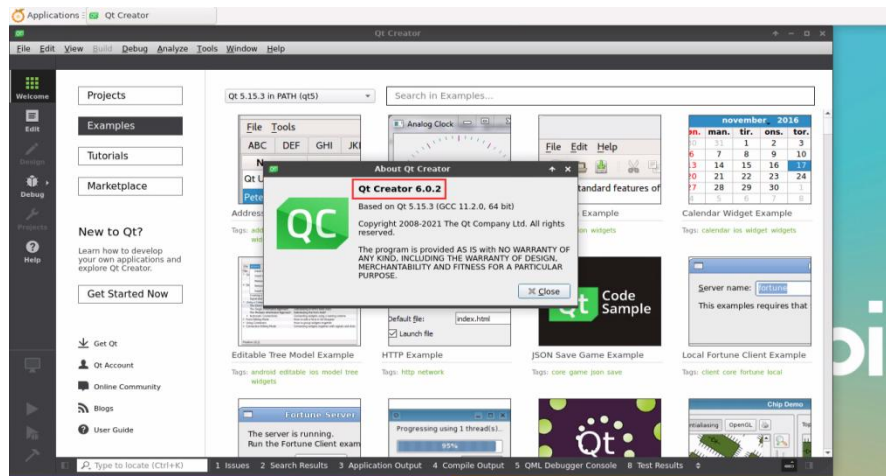 Applications
Qt Creator
Qt Creator
File Edit View Build Debug Analyze Tools Window Help
Welcome
Edit
Design
Debug
Projects
Help
Projects
Examples
Tutorials
Marketplace
New to Qt?
Learn how to develop
your own applications and
explore Qt Creator.
Get Started Now
Get Qt
Qt Account
Online Community
Blogs
User Guide
Qt 5.15.3 in PATH (qt5)
Search in Examples...
File Tools
ABC DEF GHI
Analog Clock
File Edit Help
november, 2016
man. tir. ons. tor.
31 1 2 3
7 8 9 10
14 15 16 17
21 22 23 24
28 29 30 1
5 6 7 8
About Qt Creator
Qt Creator 6.0.2
Based on Qt 5.15.3 (GCC 11.2.0, 64 bit)
Copyright 2008-2021 The Qt Company Ltd. All rights
reserved.
The program is provided AS IS with NO WARRANTY OF
ANY KIND, INCLUDING THE WARRANTY OF DESIGN,
MERCHANTABILITY AND FITNESS FOR A PARTICULAR
PURPOSE.
Close
QC
standard features of
Example
Calendar Widget Example
Tags:
widgets
Tags: calendar ios widget widgets
Server name: fortune
This examples requires that
Default file: index.html
Launch file
Qt Code
Sample
Editable Tree Model Example
Tags: android editable ios model tree
widgets
HTTP Example
Tags: http network
JSON Save Game Example
Tags: core game json save
Local Fortune Client Example
Tags: client core fortune local
Fortune Server
The server is running.
Run the Fortune Client exam
Progressing using 1 thread(s)..
95%
Qt
Chip Demo
OpenGL
Type to locate (Ctrl+K)
1 Issues 2 Search Results 3 Application Output 4 Compile Output 5 QML Debugger Console 8 Test Results
pi